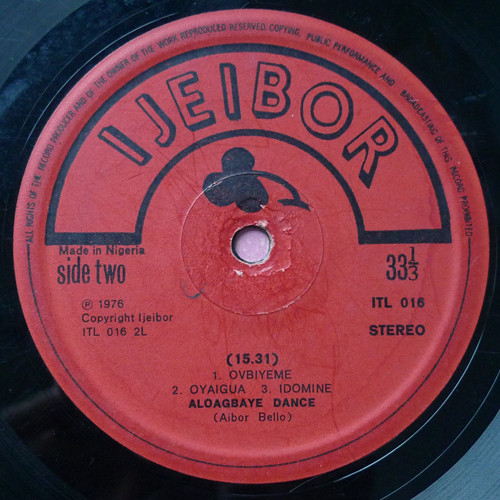 ALL RIGHTS OF THE RECORD PRODUCER AND OF THE OWNER OF THE WORK REPRODUCED RESERVED. COPYING, PUBLIC PERFORMANCE AND BROADCASTING OF THIS RECORD PROHIBITED
IJEIBOR
Made in Nigeria
side two
33 1/3
℗ 1976
Copyright Ijeibor
ITL 016 2L
ITL 016
STEREO
(15.31)
1. OVBIYEME
2. OYAIGUA 3. IDOMINE
ALOAGBAYE DANCE
(Aibor Bello)